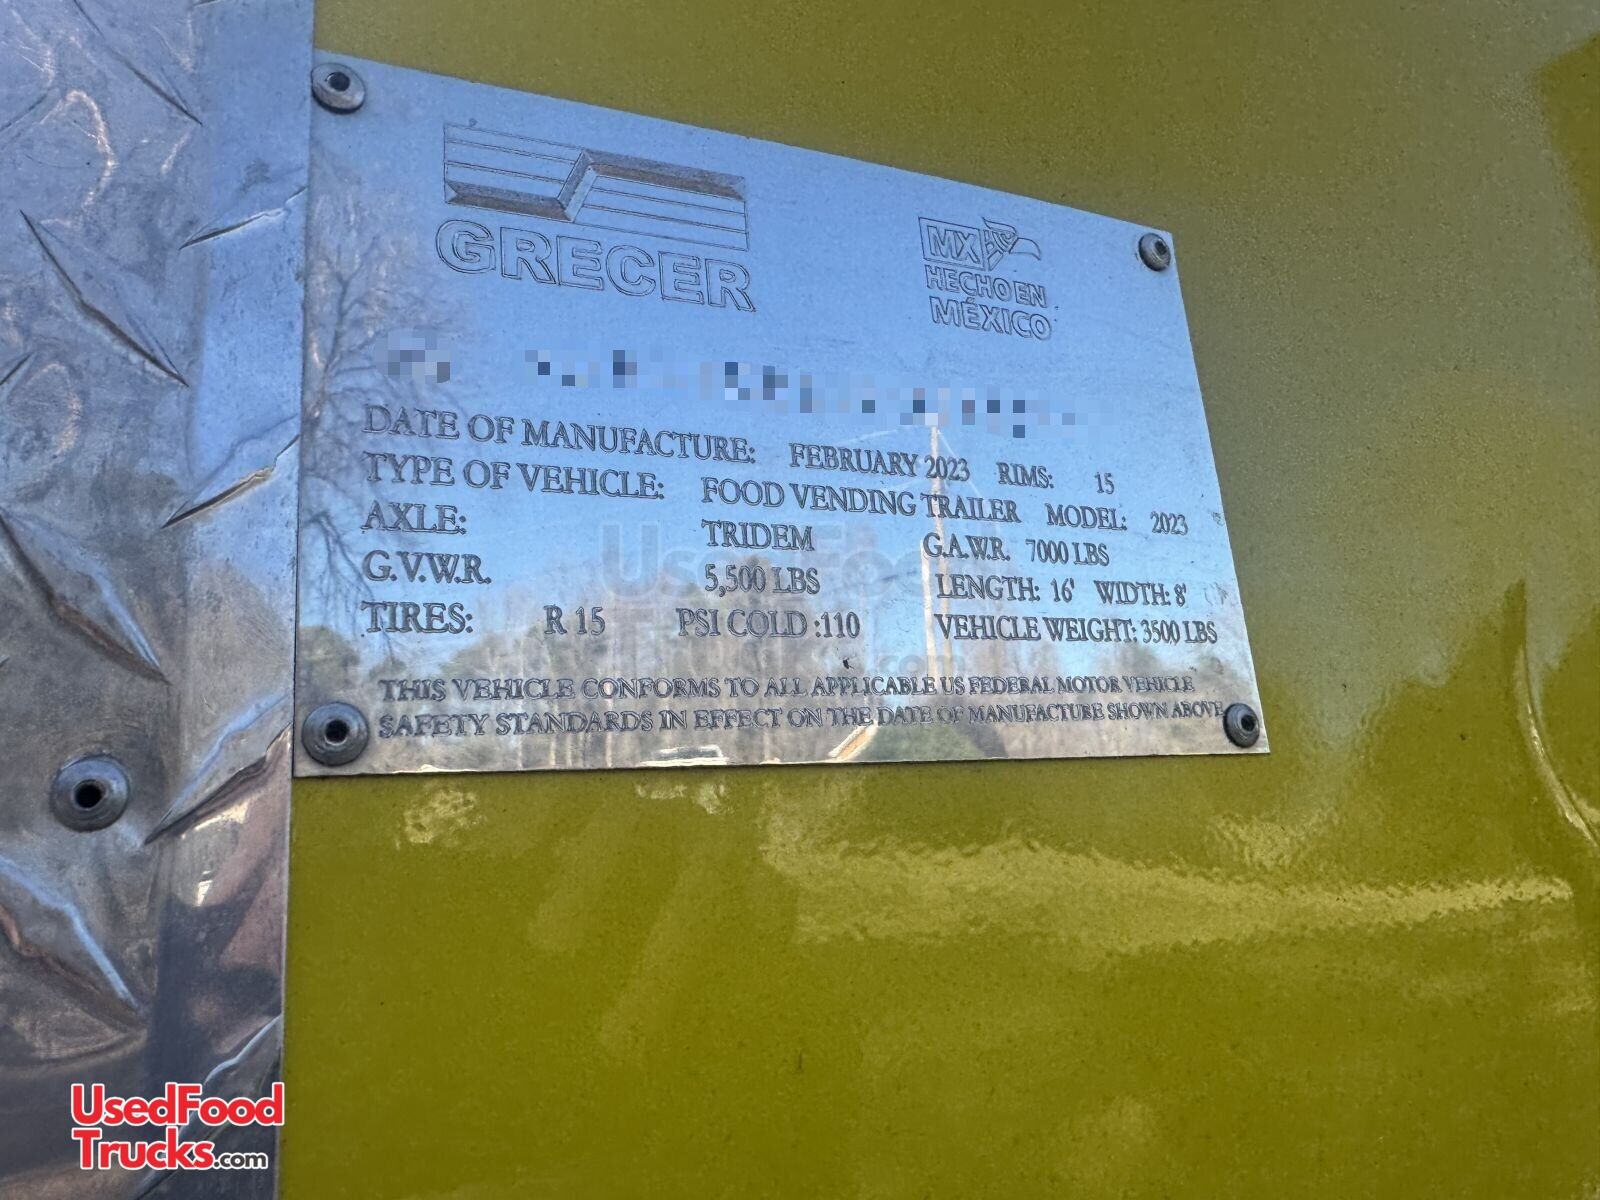 GRECER
MX
HECHO EN
MÉXICO
DATE OF MANUFACTURE: FEBRUARY 2023 RIMS: 15
TYPE OF VEHICLE: FOOD VENDING TRAILER MODEL: 2023
AXLE: TRIDEM G.A.W.R. 7000 LBS
G.V.W.R. 5,500 LBS LENGTH: 16' WIDTH: 8'
TIRES: R 15 PSI COLD :110 VEHICLE WEIGHT: 3500 LBS
THIS VEHICLE CONFORMS TO ALL APPLICABLE US FEDERAL MOTOR VEHICLE
SAFETY STANDARDS IN EFFECT ON THE DATE OF MANUFACTURE SHOWN ABOVE
UsedFood
Trucks.com
UsedFood
Trucks.com